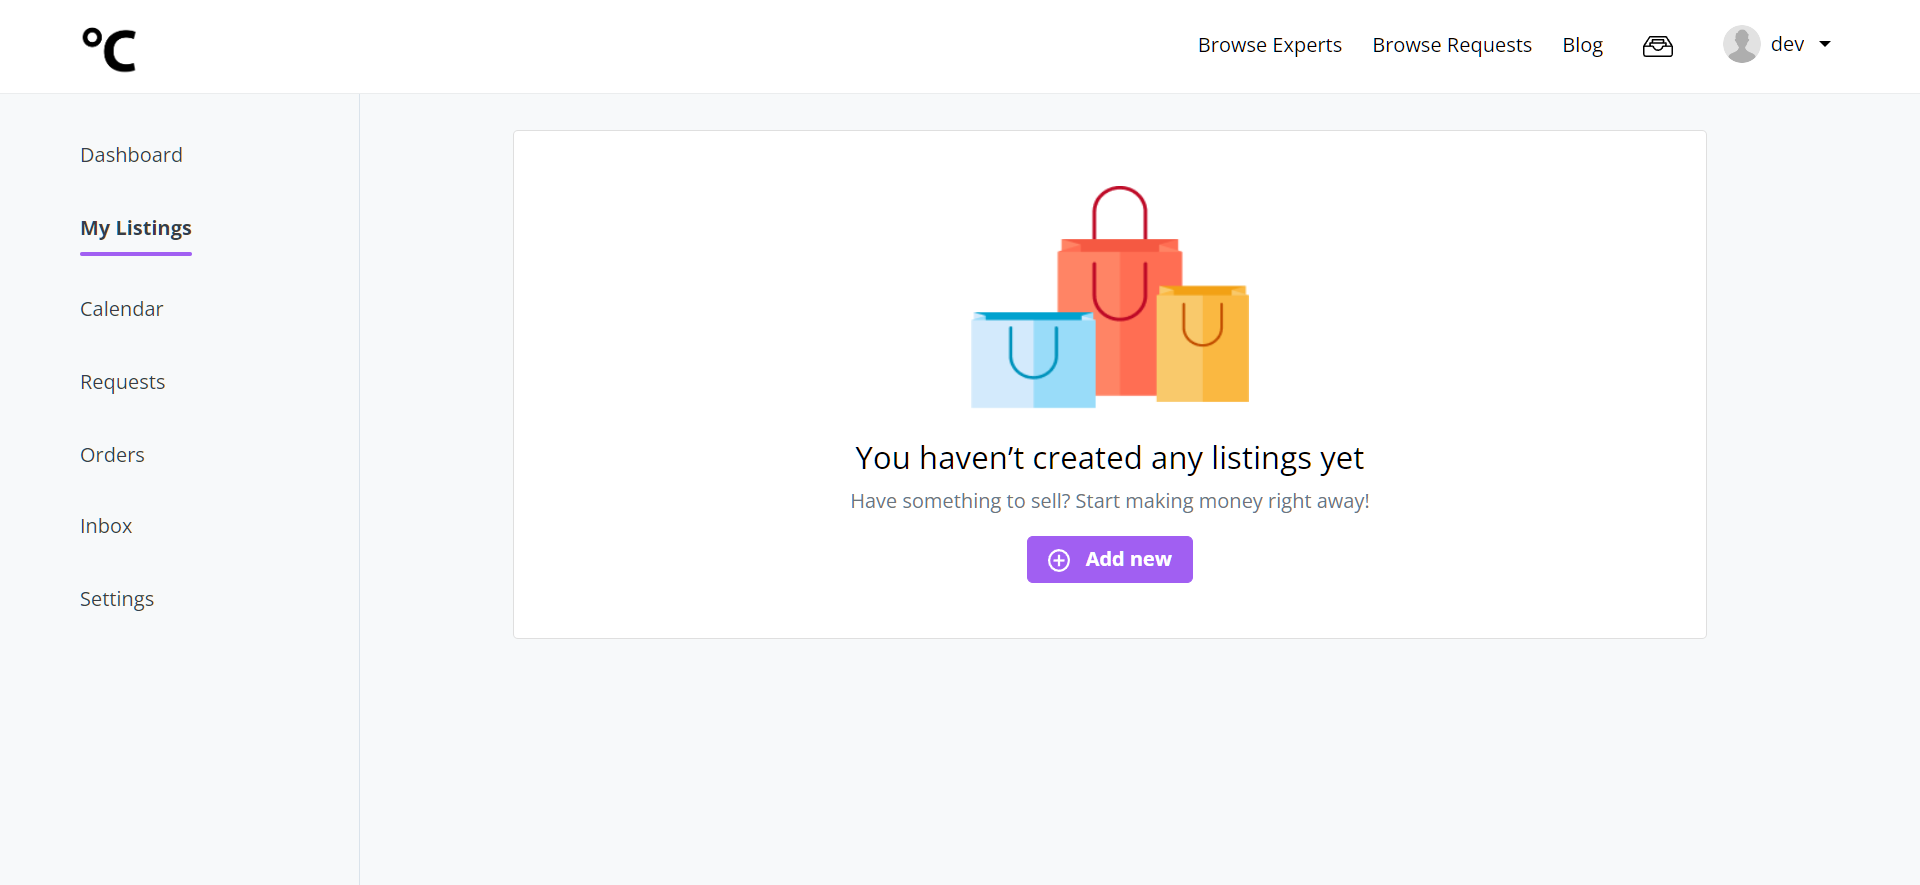 °C
Browse Experts
Browse Requests
Blog
dev
Dashboard
My Listings
Calendar
Requests
Orders
Inbox
Settings
You haven’t created any listings yet
Have something to sell? Start making money right away!
Add new